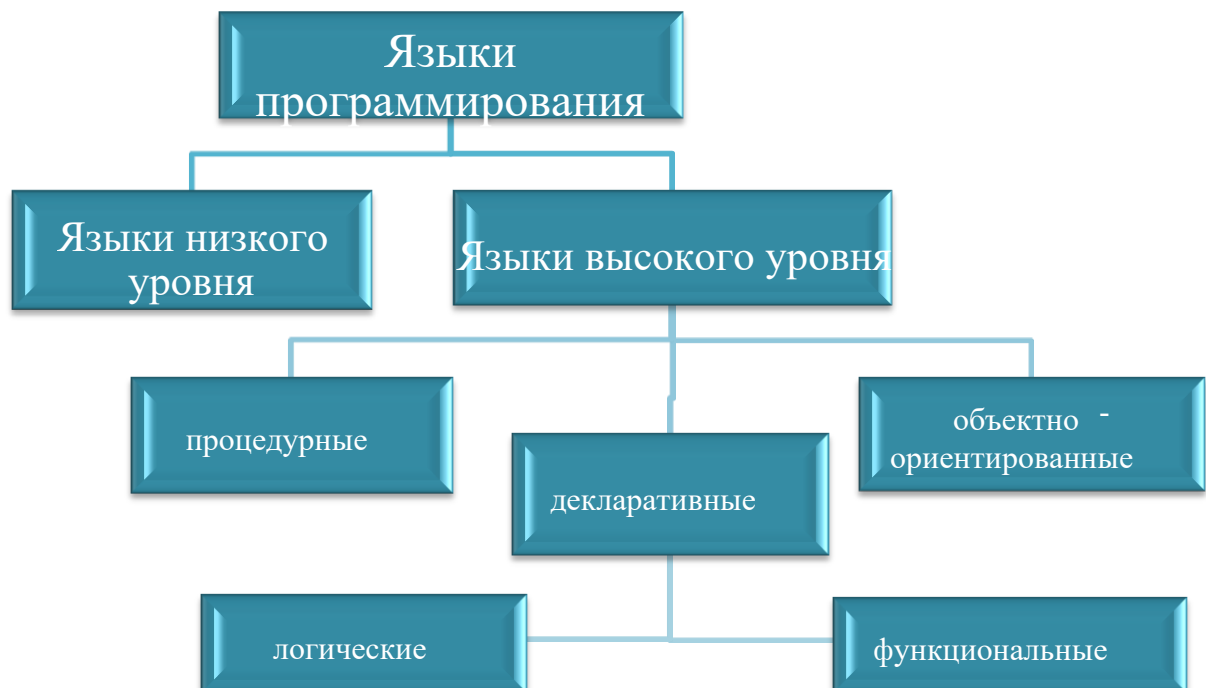 Языки
программирования
Языки низкого
уровня
Языки высокого уровня
процедурные
объектно -
ориентированные
декларативные
логические
функциональные